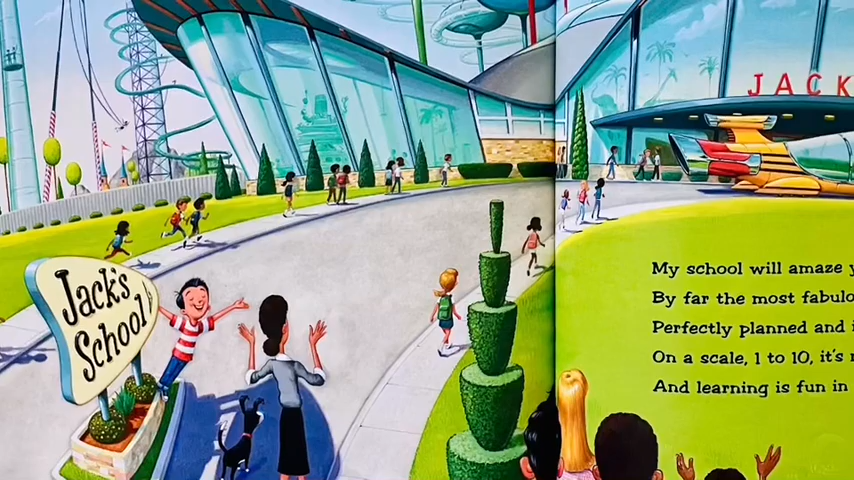 Jack's
School!
JACK
My school will amaze
By far the most
Perfectly planned and
On a scale, 1 to 10, it's
And learning is fun in